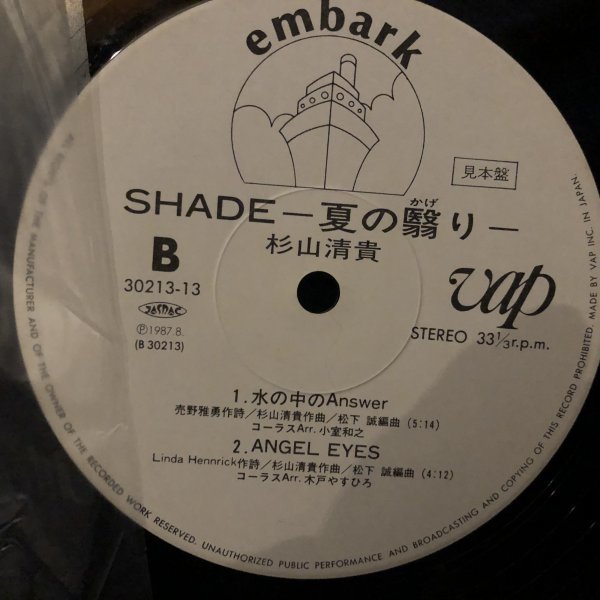 embark
見本盤
SHADE－夏の翳り－
かげ
杉山清貴
B
30213-13
JASRAC
Ⓟ1987.8.
(B 30213)
vap
STEREO 33⅓r.p.m.
1.水の中のAnswer
売野雅勇作詩／杉山清貴作曲／松下 誠編曲 (5:14)
コーラスArr. 小室和之
2.ANGEL EYES
Linda Hennrick作詩／杉山清貴作曲／松下 誠編曲 (4:12)
コーラスArr. 木戸やすひろ
ALL RIGHTS OF THE MANUFACTURER AND OF THE OWNER OF THE RECORDED WORK RESERVED. UNAUTHORIZED PUBLIC PERFORMANCE AND BROADCASTING AND COPYING OF THIS RECORD PROHIBITED. MADE BY VAP INC. IN JAPAN.